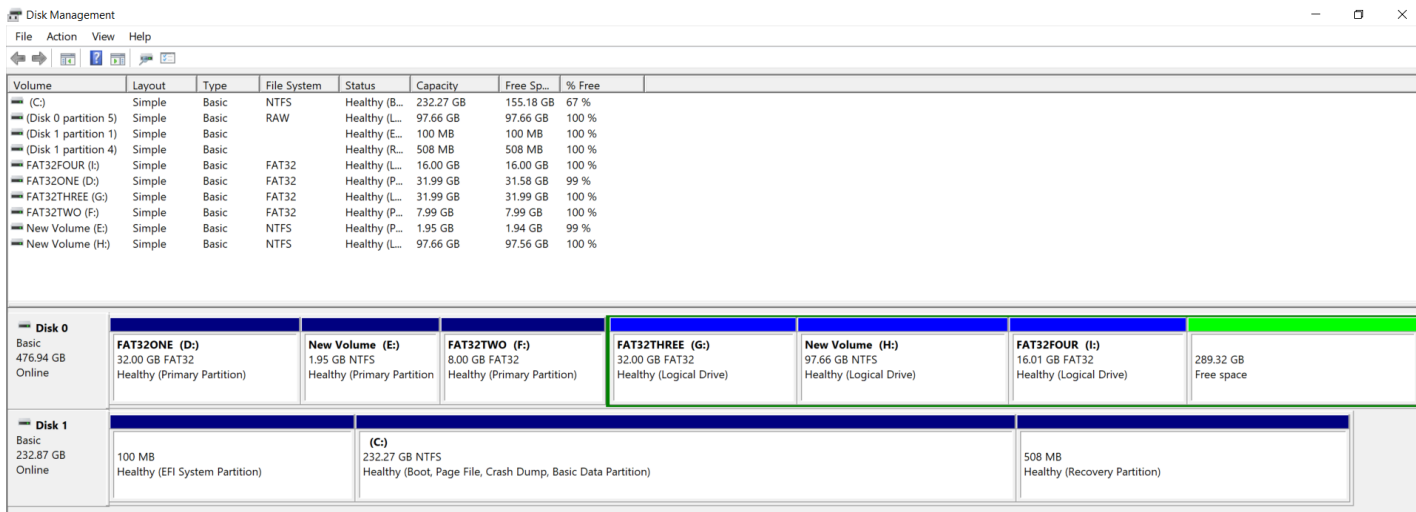 Disk Management
File Action View Help
Volume Layout Type File System Status Capacity Free Sp... % Free
(C:) Simple Basic NTFS Healthy (B... 232.27 GB 155.18 GB 67 %
(Disk 0 partition 5) Simple Basic RAW Healthy (L... 97.66 GB 97.66 GB 100 %
(Disk 1 partition 1) Simple Basic Healthy (E... 100 MB 100 MB 100 %
(Disk 1 partition 4) Simple Basic Healthy (R... 508 MB 508 MB 100 %
FAT32FOUR (I:) Simple Basic FAT32 Healthy (L... 16.00 GB 16.00 GB 100 %
FAT32ONE (D:) Simple Basic FAT32 Healthy (P... 31.99 GB 31.58 GB 99 %
FAT32THREE (G:) Simple Basic FAT32 Healthy (L... 31.99 GB 31.99 GB 100 %
FAT32TWO (F:) Simple Basic FAT32 Healthy (P... 7.99 GB 7.99 GB 100 %
New Volume (E:) Simple Basic NTFS Healthy (P... 1.95 GB 1.94 GB 99 %
New Volume (H:) Simple Basic NTFS Healthy (L... 97.66 GB 97.56 GB 100 %
Disk 0
Basic
476.94 GB
Online
FAT32ONE (D:)
32.00 GB FAT32
Healthy (Primary Partition)
New Volume (E:)
1.95 GB NTFS
Healthy (Primary Partition
FAT32TWO (F:)
8.00 GB FAT32
Healthy (Primary Partition)
FAT32THREE (G:)
32.00 GB FAT32
Healthy (Logical Drive)
New Volume (H:)
97.66 GB NTFS
Healthy (Logical Drive)
FAT32FOUR (I:)
16.01 GB FAT32
Healthy (Logical Drive)
289.32 GB
Free space
Disk 1
Basic
232.87 GB
Online
100 MB
Healthy (EFI System Partition)
(C:)
232.27 GB NTFS
Healthy (Boot, Page File, Crash Dump, Basic Data Partition)
508 MB
Healthy (Recovery Partition)